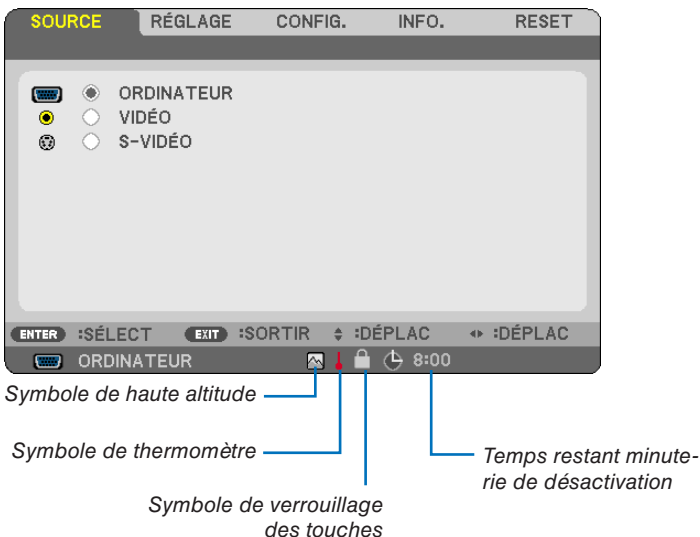 SOURCE RÉGLAGE CONFIG. INFO. RESET
ORDINATEUR
VIDÉO
S-VIDÉO
ENTER :SÉLECT EXIT :SORTIR :DÉPLAC :DÉPLAC
ORDINATEUR 8:00
Symbole de haute altitude
Symbole de thermomètre
Temps restant minute-
rie de désactivation
Symbole de verrouillage
des touches